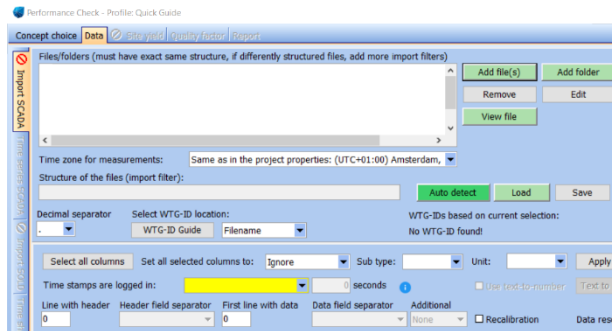 Performance Check - Profile: Quick Guide
Concept choice Data Site yield Quality factor Report
Files/folders (must have exact same structure, if differently structured files, add more import filters)
Import SCADA
Add file(s) Add folder
Remove Edit
View file
Time zone for measurements: Same as in the project properties: (UTC+01:00) Amsterdam,
Structure of the files (import filter):
Auto detect Load Save
Decimal separator Select WTG-ID location: WTG-IDs based on current selection:
. WTG-ID Guide Filename No WTG-ID found!
Select all columns Set all selected columns to: Ignore Sub type: Unit: Apply
Time stamps are logged in: 0 seconds Use text-to-number Text to
Line with header Header field separator First line with data Data field separator Additional
0 0 None Recalibration Data res